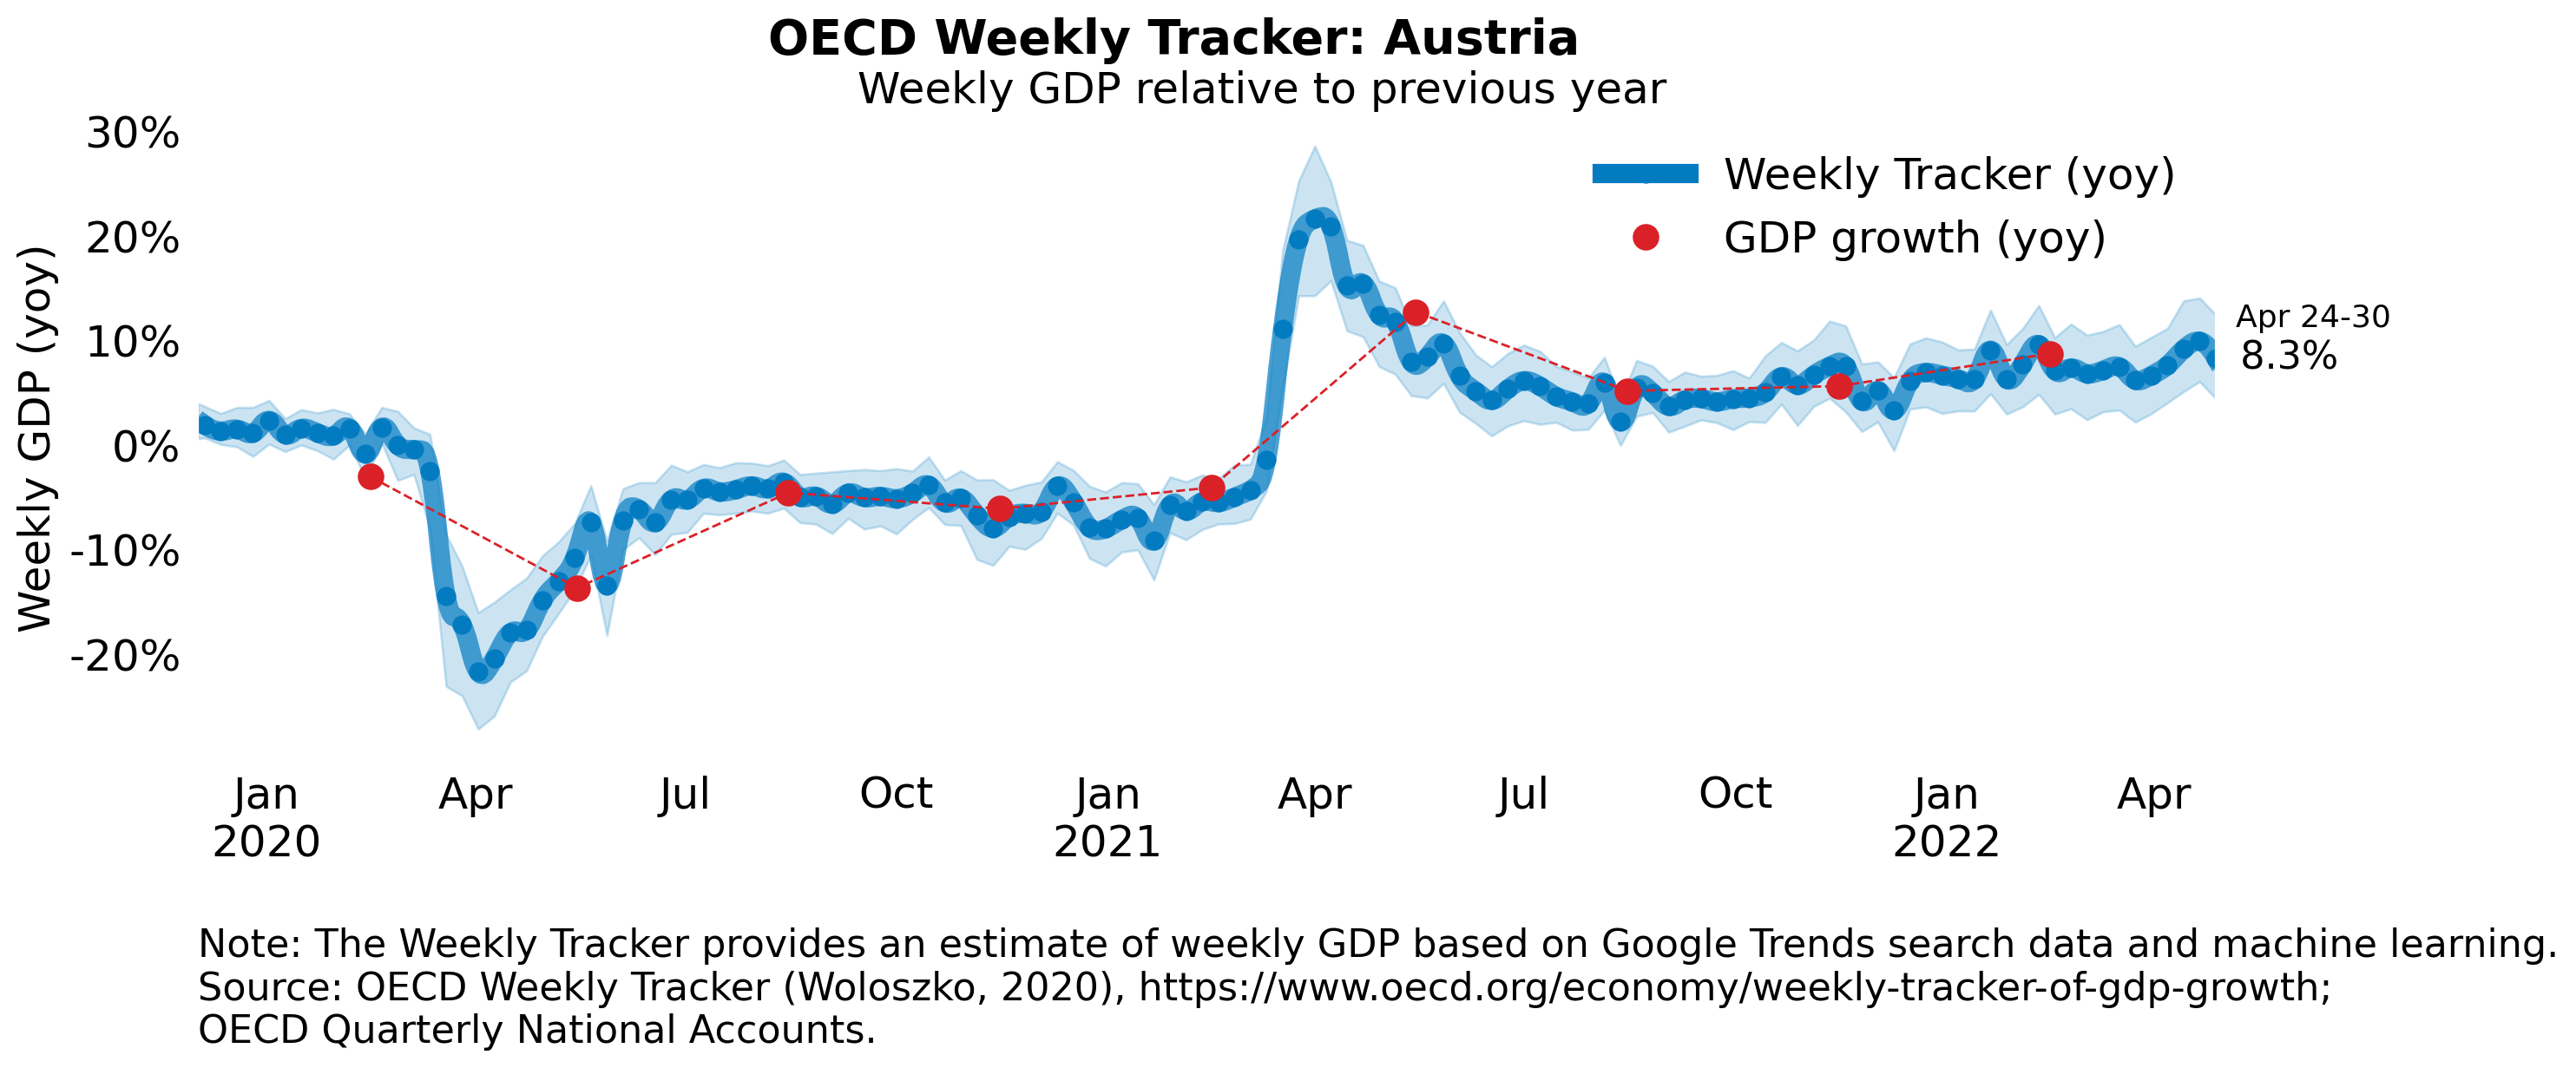 OECD Weekly Tracker: Austria
Weekly GDP relative to previous year
Weekly GDP (yoy)
30%
20%
10%
0%
-10%
-20%
Weekly Tracker (yoy)
GDP growth (yoy)
Apr 24-30
8.3%
Jan Apr Jul Oct Jan Apr Jul Oct Jan Apr
2020 2021 2022
Note: The Weekly Tracker provides an estimate of weekly GDP based on Google Trends search data and machine learning.
Source: OECD Weekly Tracker (Woloszko, 2020), https://www.oecd.org/economy/weekly-tracker-of-gdp-growth;
OECD Quarterly National Accounts.